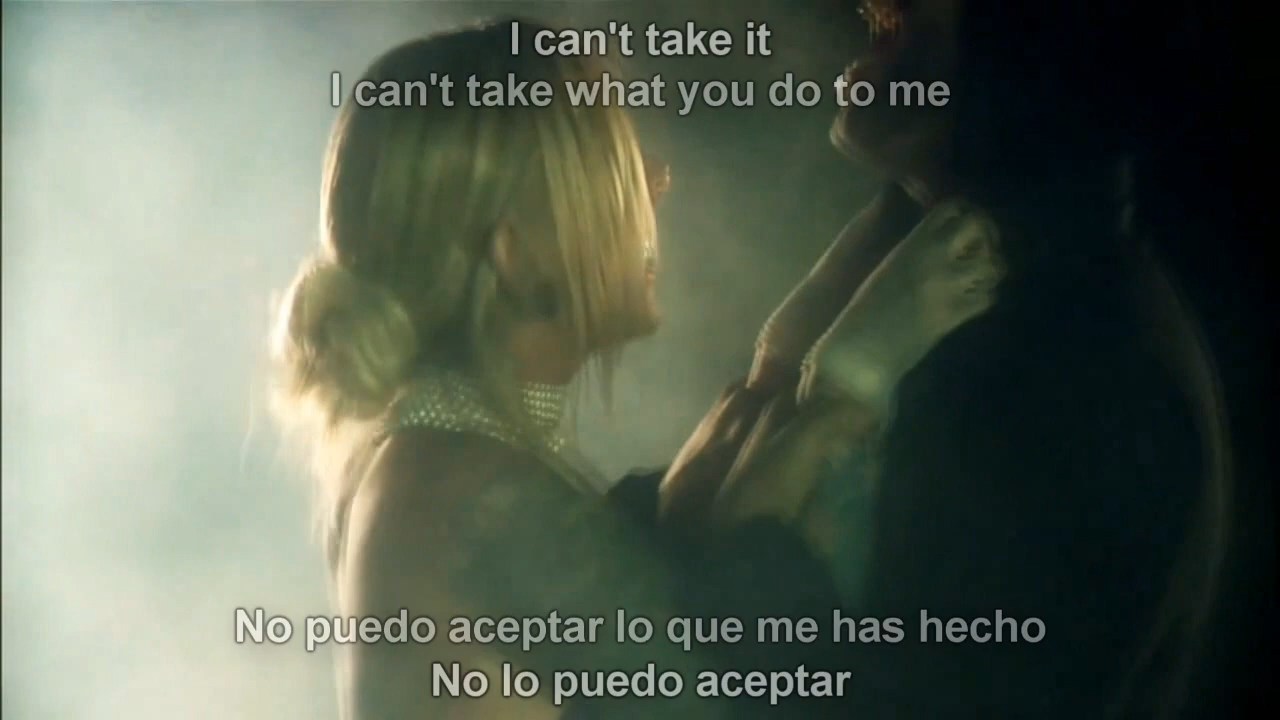 I can't take it
I can't take what you do to me
No puedo aceptar lo que me has hecho
No lo puedo aceptar